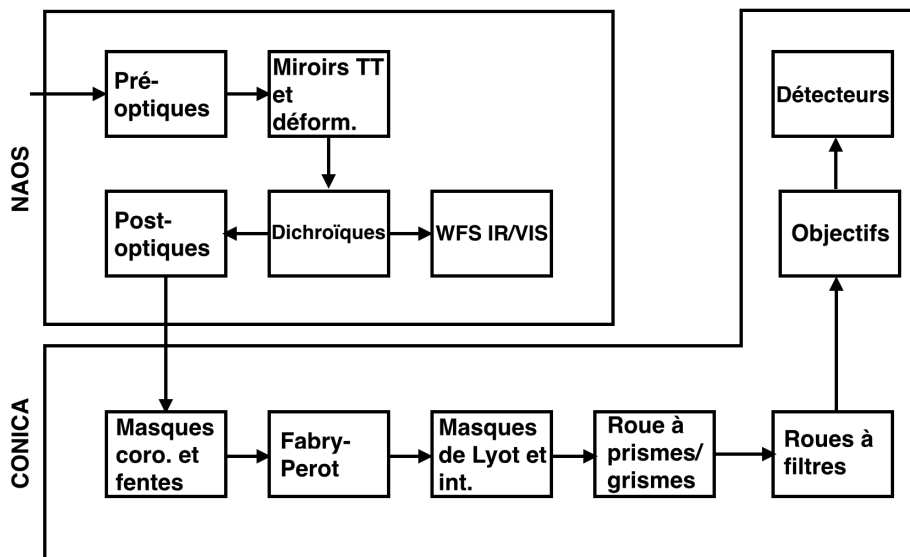 NAOS
Pré-
optiques
Miroirs TT
et
déform.
Post-
optiques
Dichroïques
WFS IR/VIS
Détecteurs
Objectifs
CONICA
Masques
coro. et
fentes
Fabry-
Perot
Masques
de Lyot et
int.
Roue à
prismes/
grismes
Roues à
filtres